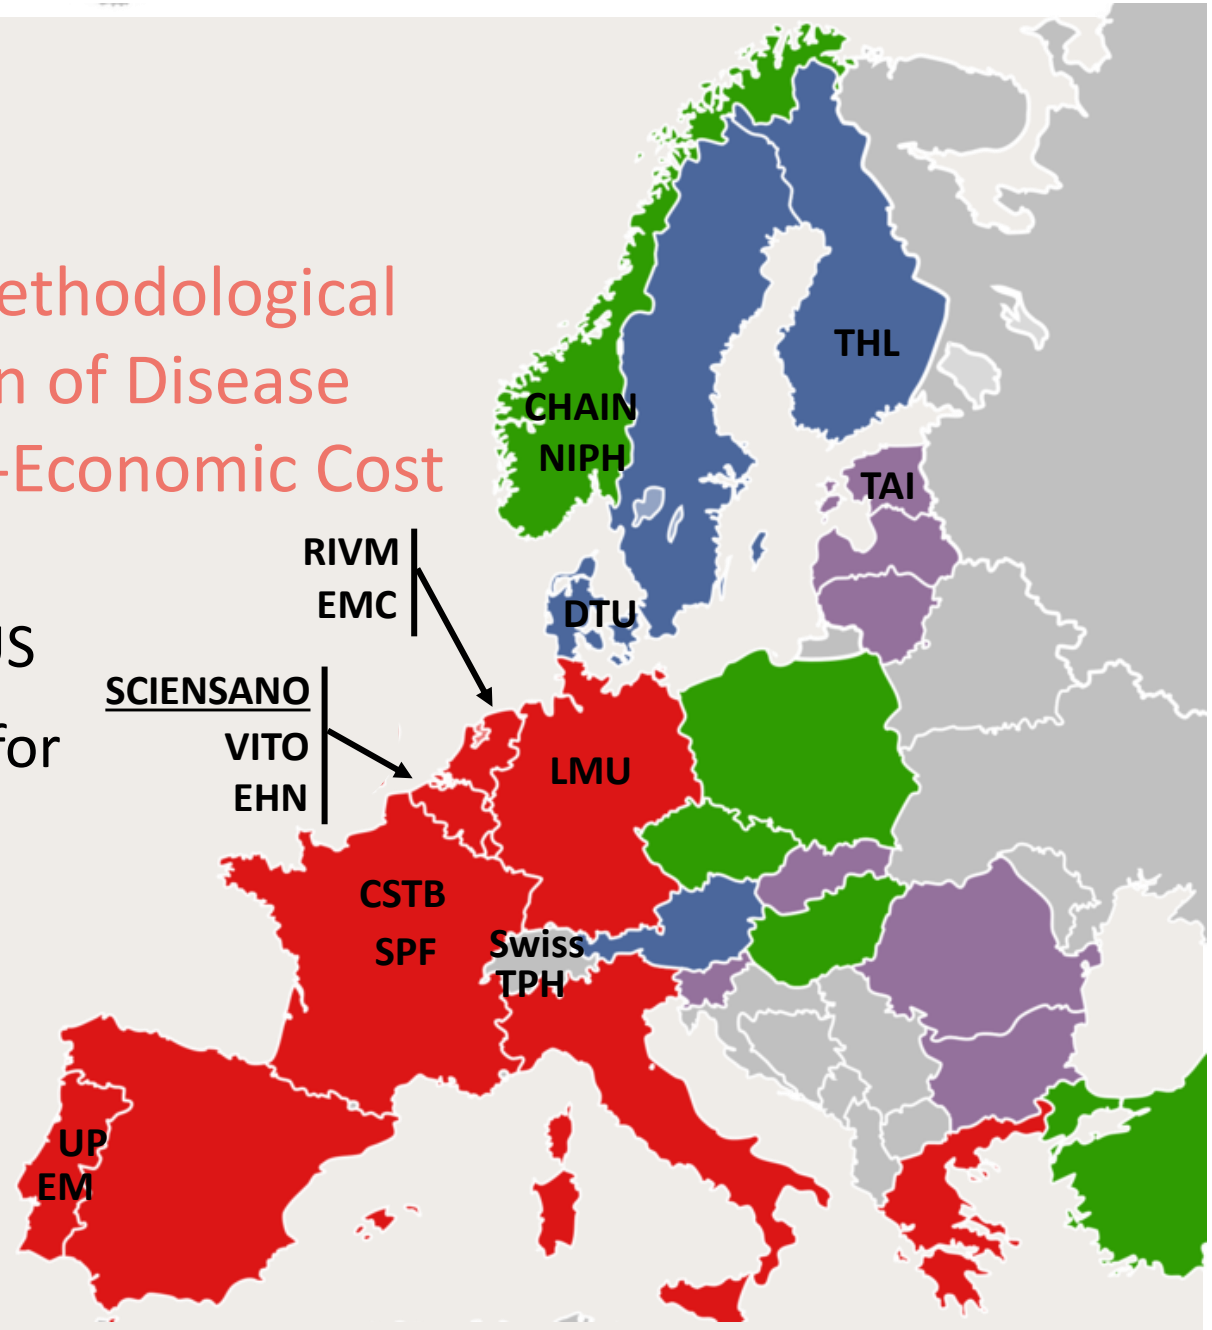 ethodological
n of Disease
-Economic Cost
THL
CHAIN
NIPH
TAI
RIVM
EMC
DTU
US
for
SCIENSANO
VITO
EHN
LMU
CSTB
SPF
Swiss
TPH
UP
EM